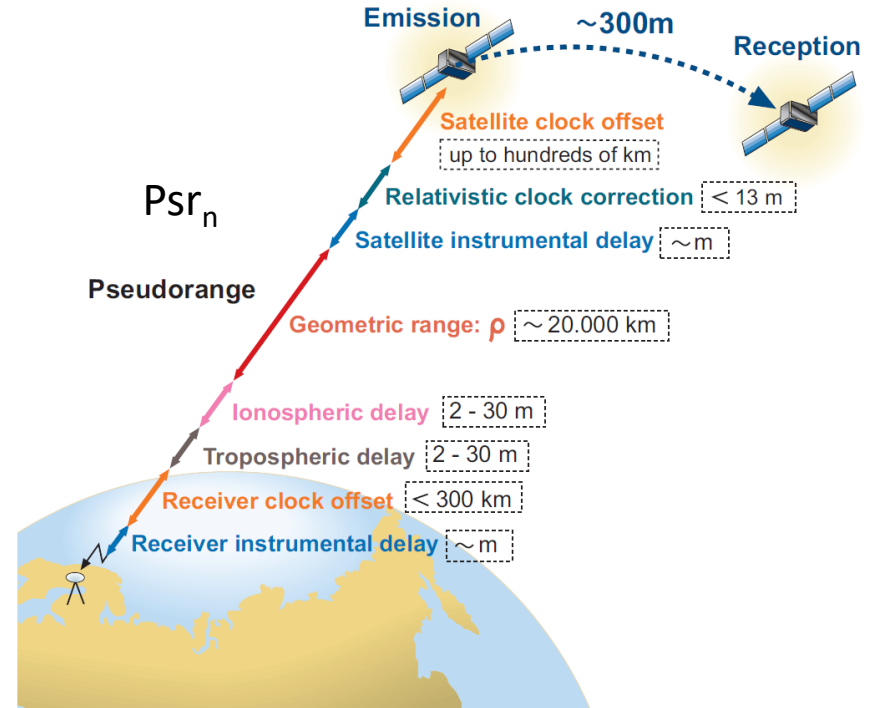 Emission
~300m
Reception
Satellite clock offset
up to hundreds of km
Relativistic clock correction < 13 m
Psrn
Satellite instrumental delay ~m
Pseudorange
Geometric range: ρ ~ 20.000 km
Ionospheric delay 2 - 30 m
Tropospheric delay 2 - 30 m
Receiver clock offset < 300 km
Receiver instrumental delay ~ m